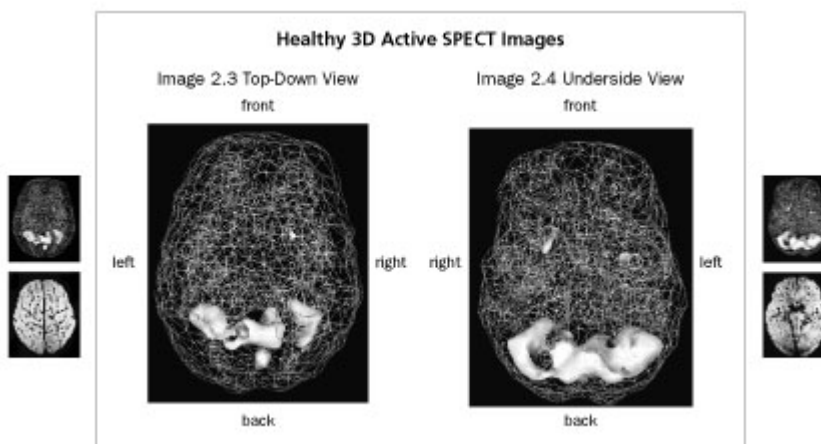 Healthy 3D Active SPECT Images
Image 2.3 Top-Down View
front
left
right
back
Image 2.4 Underside View
front
right
left
back